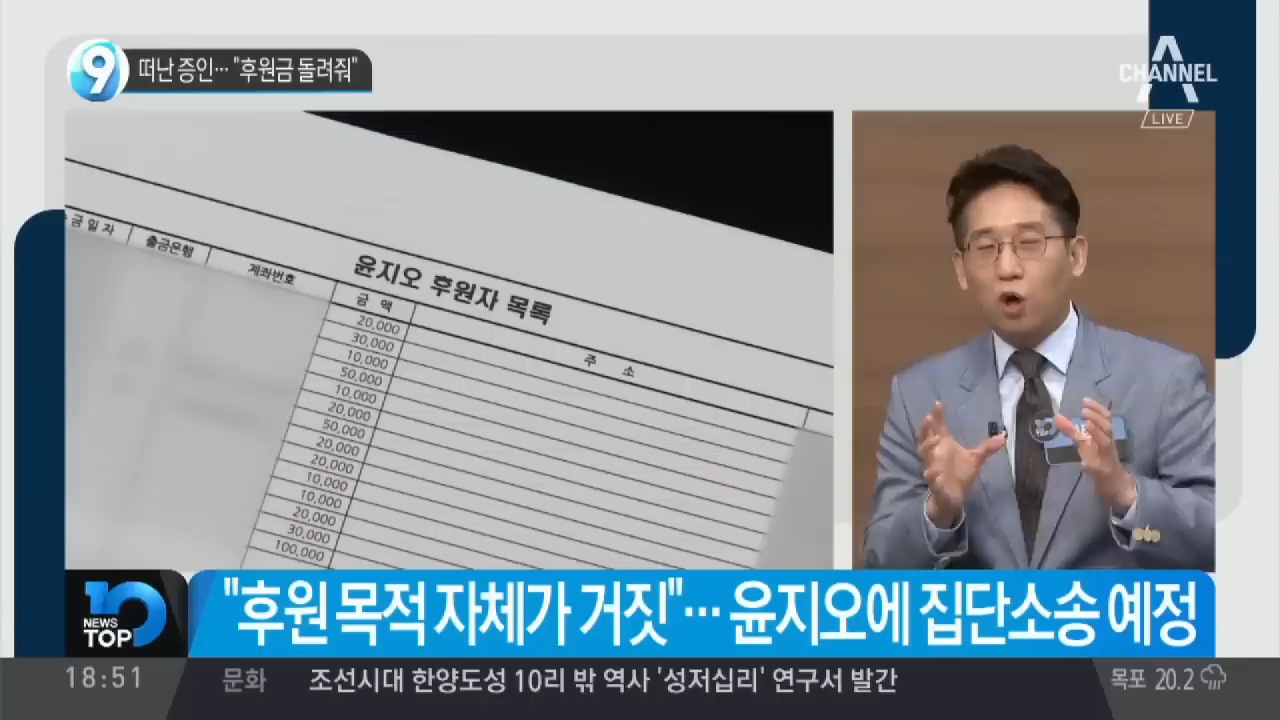 9 떠난 증인… "후원금 돌려줘"
CHANNEL A
LIVE
금 일 자
출금은행
계좌번호
윤지오 후원자 목록
금 액
주 소
20,000
30,000
10,000
50,000
10,000
20,000
50,000
20,000
20,000
10,000
10,000
20,000
30,000
100,000
10
NEWS TOP10
"후원 목적 자체가 거짓"… 윤지오에 집단소송 예정
18:51
문화
조선시대 한양도성 10리 밖 역사 '성저십리' 연구서 발간
목포 20.2